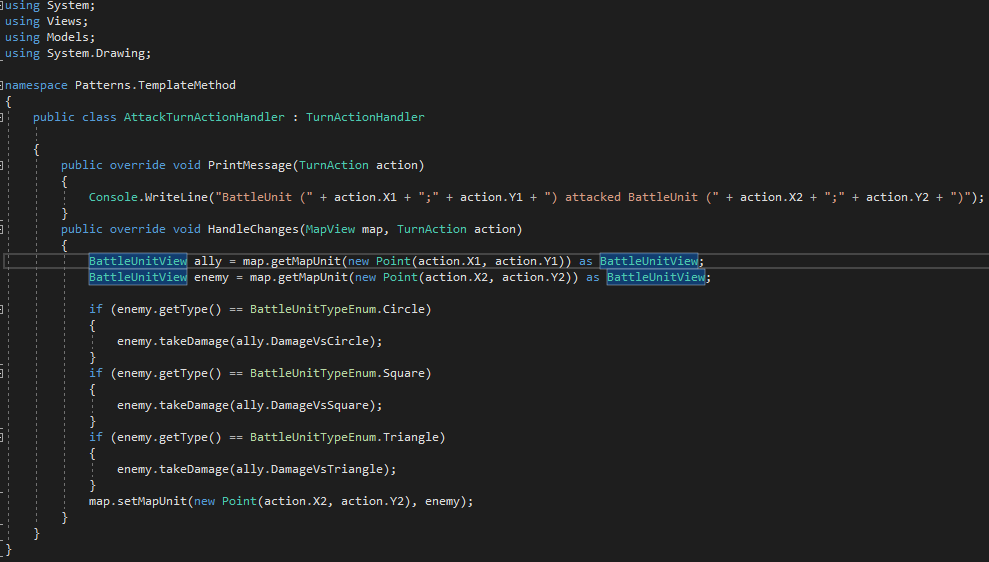 using System;
using Views;
using Models;
using System.Drawing;
namespace Patterns.TemplateMethod
{
public class AttackTurnActionHandler : TurnActionHandler
{
public override void PrintMessage(TurnAction action)
{
Console.WriteLine("BattleUnit (" + action.X1 + ";" + action.Y1 + ") attacked BattleUnit (" + action.X2 + ";" + action.Y2 + ")");
}
public override void HandleChanges(MapView map, TurnAction action)
{
BattleUnitView ally = map.getMapUnit(new Point(action.X1, action.Y1)) as BattleUnitView;
BattleUnitView enemy = map.getMapUnit(new Point(action.X2, action.Y2)) as BattleUnitView;
if (enemy.getType() == BattleUnitTypeEnum.Circle)
{
enemy.takeDamage(ally.DamageVsCircle);
}
if (enemy.getType() == BattleUnitTypeEnum.Square)
{
enemy.takeDamage(ally.DamageVsSquare);
}
if (enemy.getType() == BattleUnitTypeEnum.Triangle)
{
enemy.takeDamage(ally.DamageVsTriangle);
}
map.setMapUnit(new Point(action.X2, action.Y2), enemy);
}
}
}